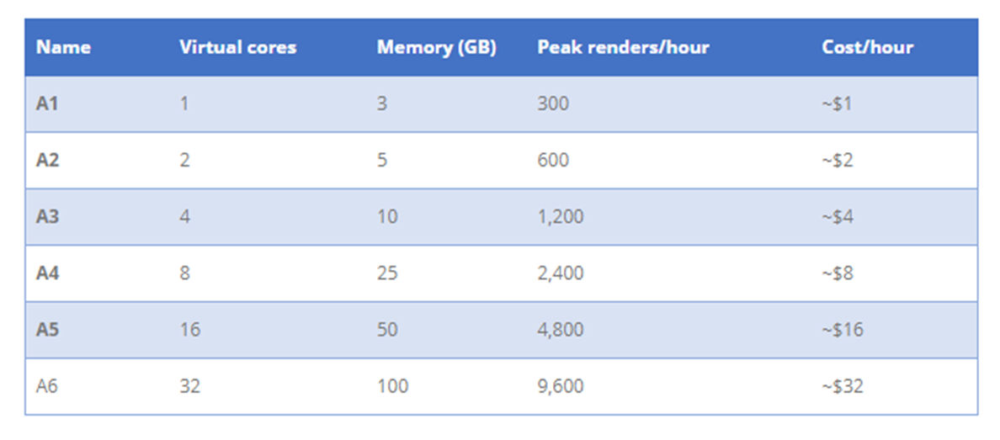 Name Virtual cores Memory (GB) Peak renders/hour Cost/hour
A1 1 3 300 ~$1
A2 2 5 600 ~$2
A3 4 10 1,200 ~$4
A4 8 25 2,400 ~$8
A5 16 50 4,800 ~$16
A6 32 100 9,600 ~$32